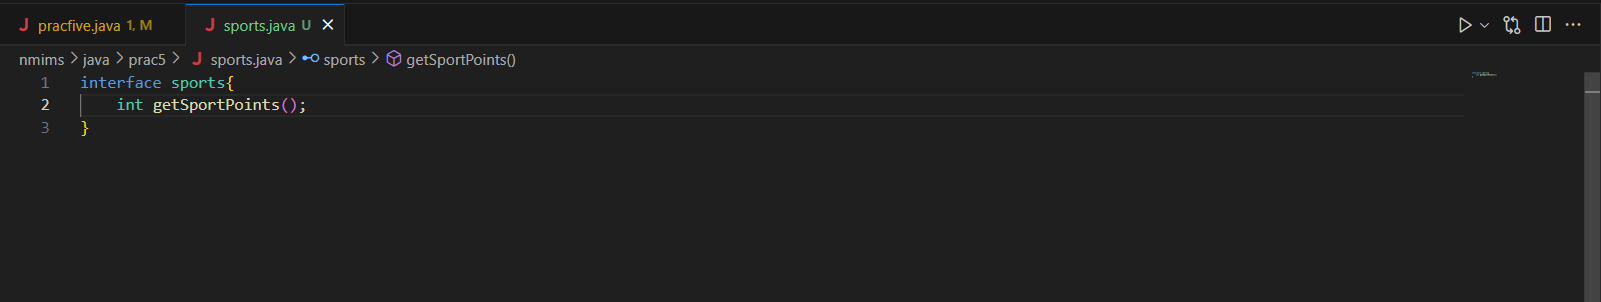 J pracfive.java 1, M J sports.java U ×
nmims > java > prac5 > J sports.java > sports > getSportPoints()
1 interface sports{
2 int getSportPoints();
3 }